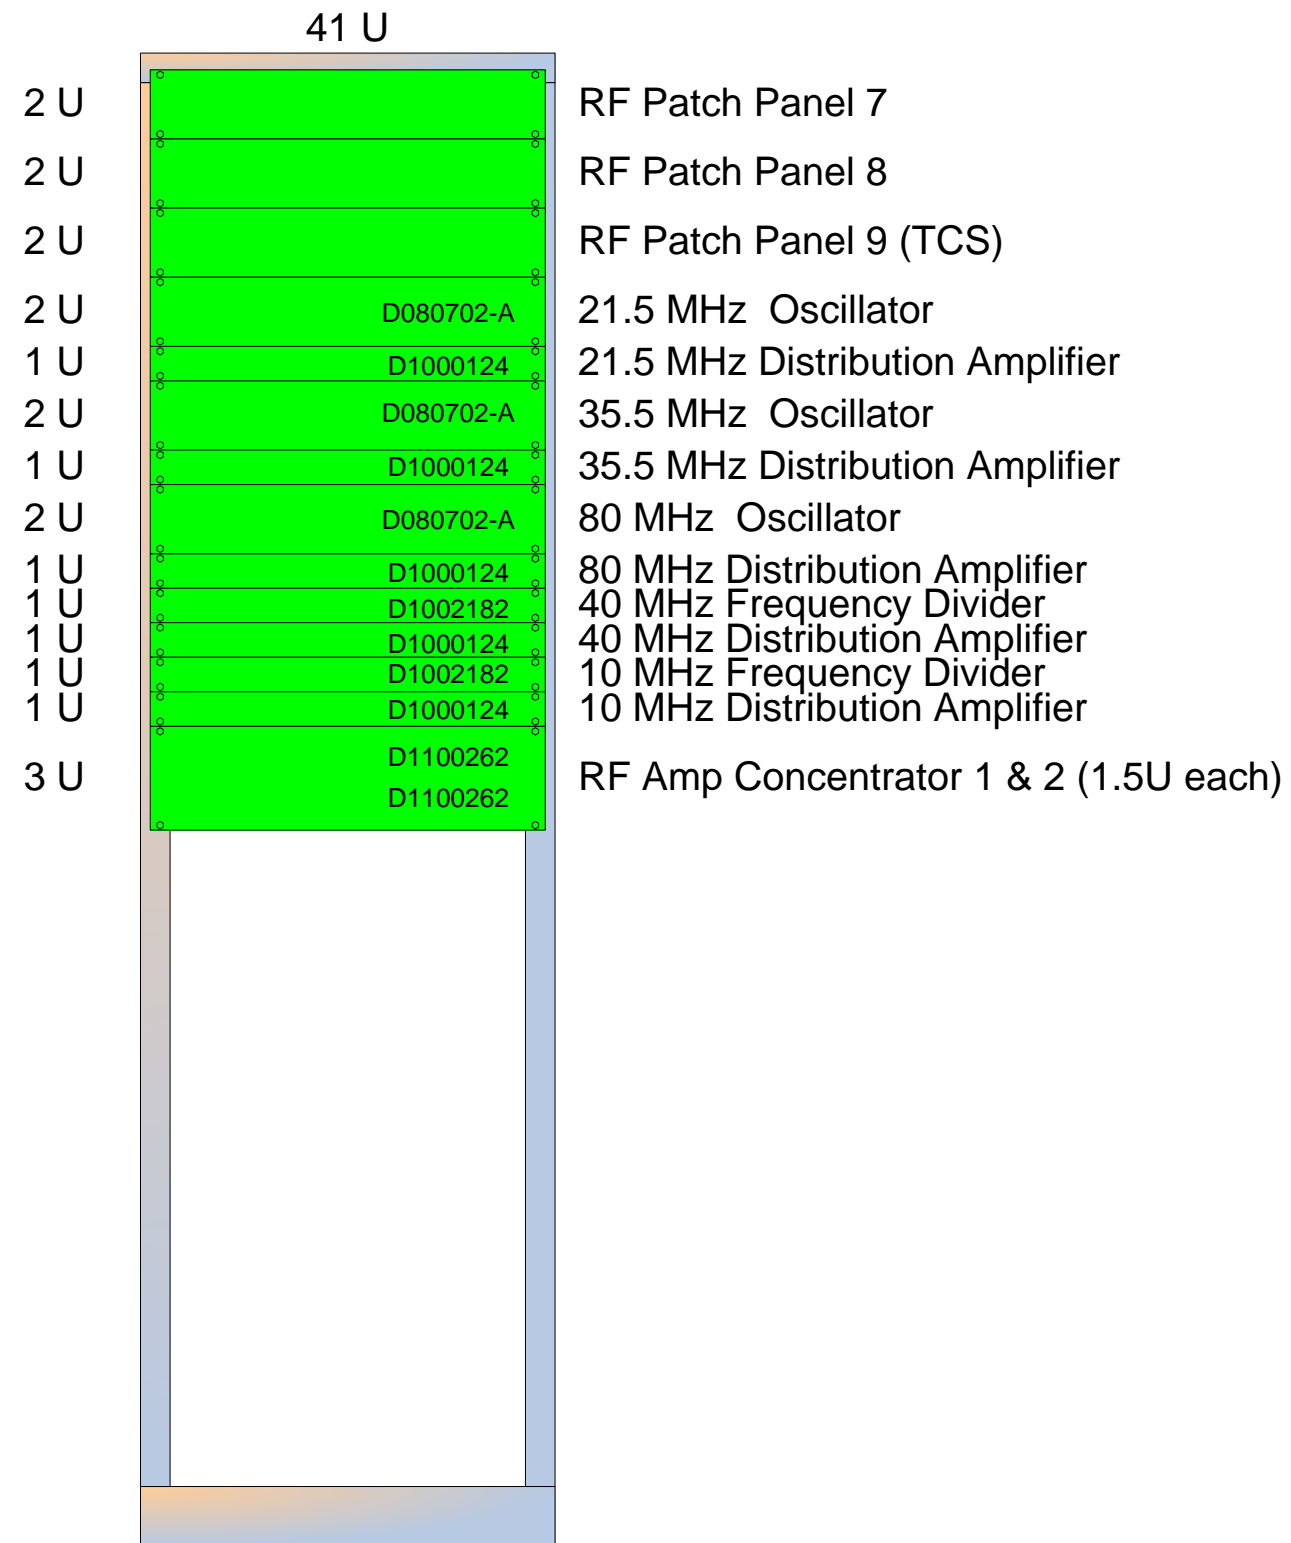 41 U
2 U RF Patch Panel 7
2 U RF Patch Panel 8
2 U RF Patch Panel 9 (TCS)
2 U D080702-A 21.5 MHz Oscillator
1 U D1000124 21.5 MHz Distribution Amplifier
2 U D080702-A 35.5 MHz Oscillator
1 U D1000124 35.5 MHz Distribution Amplifier
2 U D080702-A 80 MHz Oscillator
1 U D1000124 80 MHz Distribution Amplifier
1 U D1002182 40 MHz Frequency Divider
1 U D1000124 40 MHz Distribution Amplifier
1 U D1002182 10 MHz Frequency Divider
1 U D1000124 10 MHz Distribution Amplifier
D1100262
3 U RF Amp Concentrator 1 & 2 (1.5U each)
D1100262